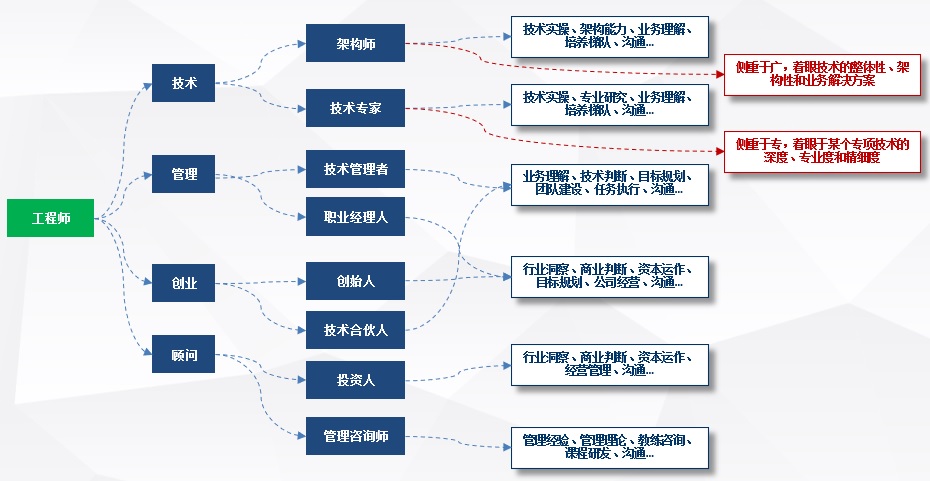 工程师
技术
管理
创业
顾问
架构师
技术专家
技术管理者
职业经理人
创始人
技术合伙人
投资人
管理咨询师
技术实操、架构能力、业务理解、
培养梯队、沟通...
技术实操、专业研究、业务理解、
培养梯队、沟通...
业务理解、技术判断、目标规划、
团队建设、任务执行、沟通...
行业洞察、商业判断、资本运作、
目标规划、公司经营、沟通...
行业洞察、商业判断、资本运作、
经营管理、沟通...
管理经验、管理理论、教练咨询、
课程研发、沟通...
侧重于广，着眼技术的整体性、架
构性和业务解决方案
侧重于专，着眼于某个专项技术的
深度、专业度和精细度